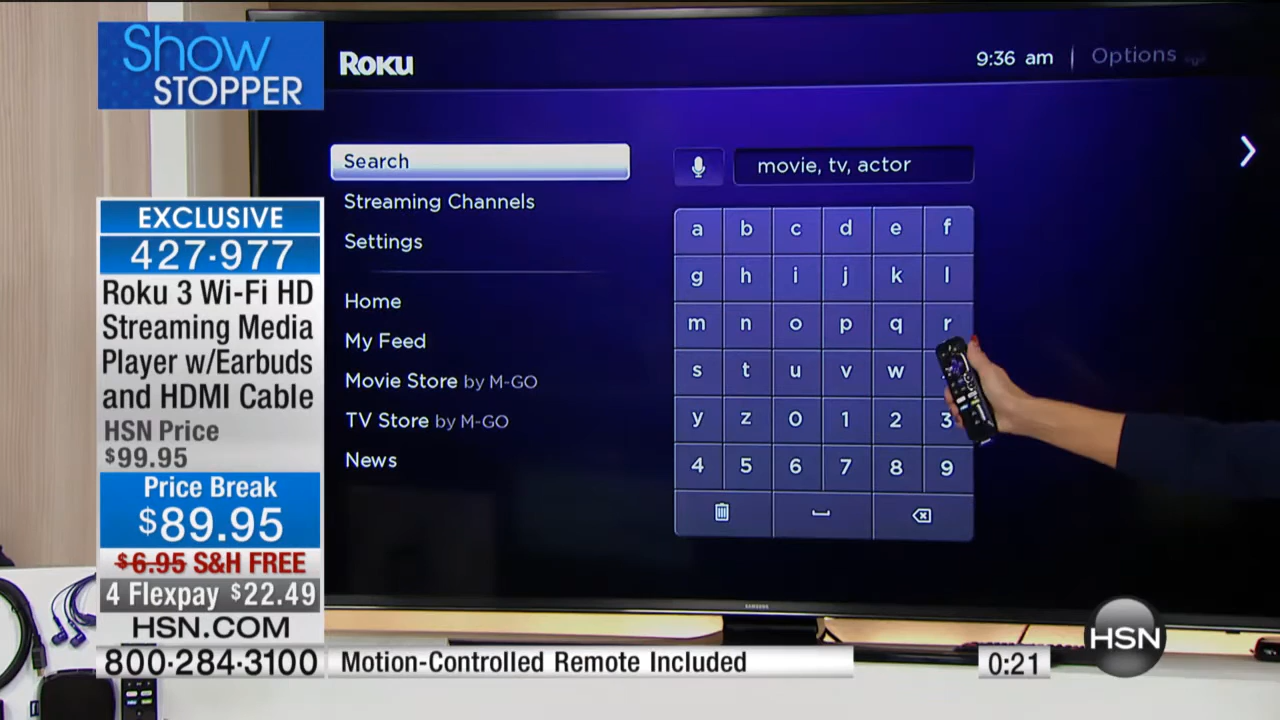 Show
STOPPER
EXCLUSIVE
427·977
Roku 3 Wi-Fi HD
Streaming Media
Player w/Earbuds
and HDMI Cable
HSN Price
$99.95
Price Break
$89.95
$6.95 S&H FREE
4 Flexpay $22.49
HSN.COM
800·284·3100
Motion-Controlled Remote Included
0:21
HSN
ROKU
9:36 am | Options
Search
Streaming Channels
Settings
Home
My Feed
Movie Store by M-GO
TV Store by M-GO
News
movie, tv, actor
a b c d e f
g h i j k l
m n o p q r
s t u v w
y z 0 1 2 3
4 5 6 7 8 9
SAMSUNG